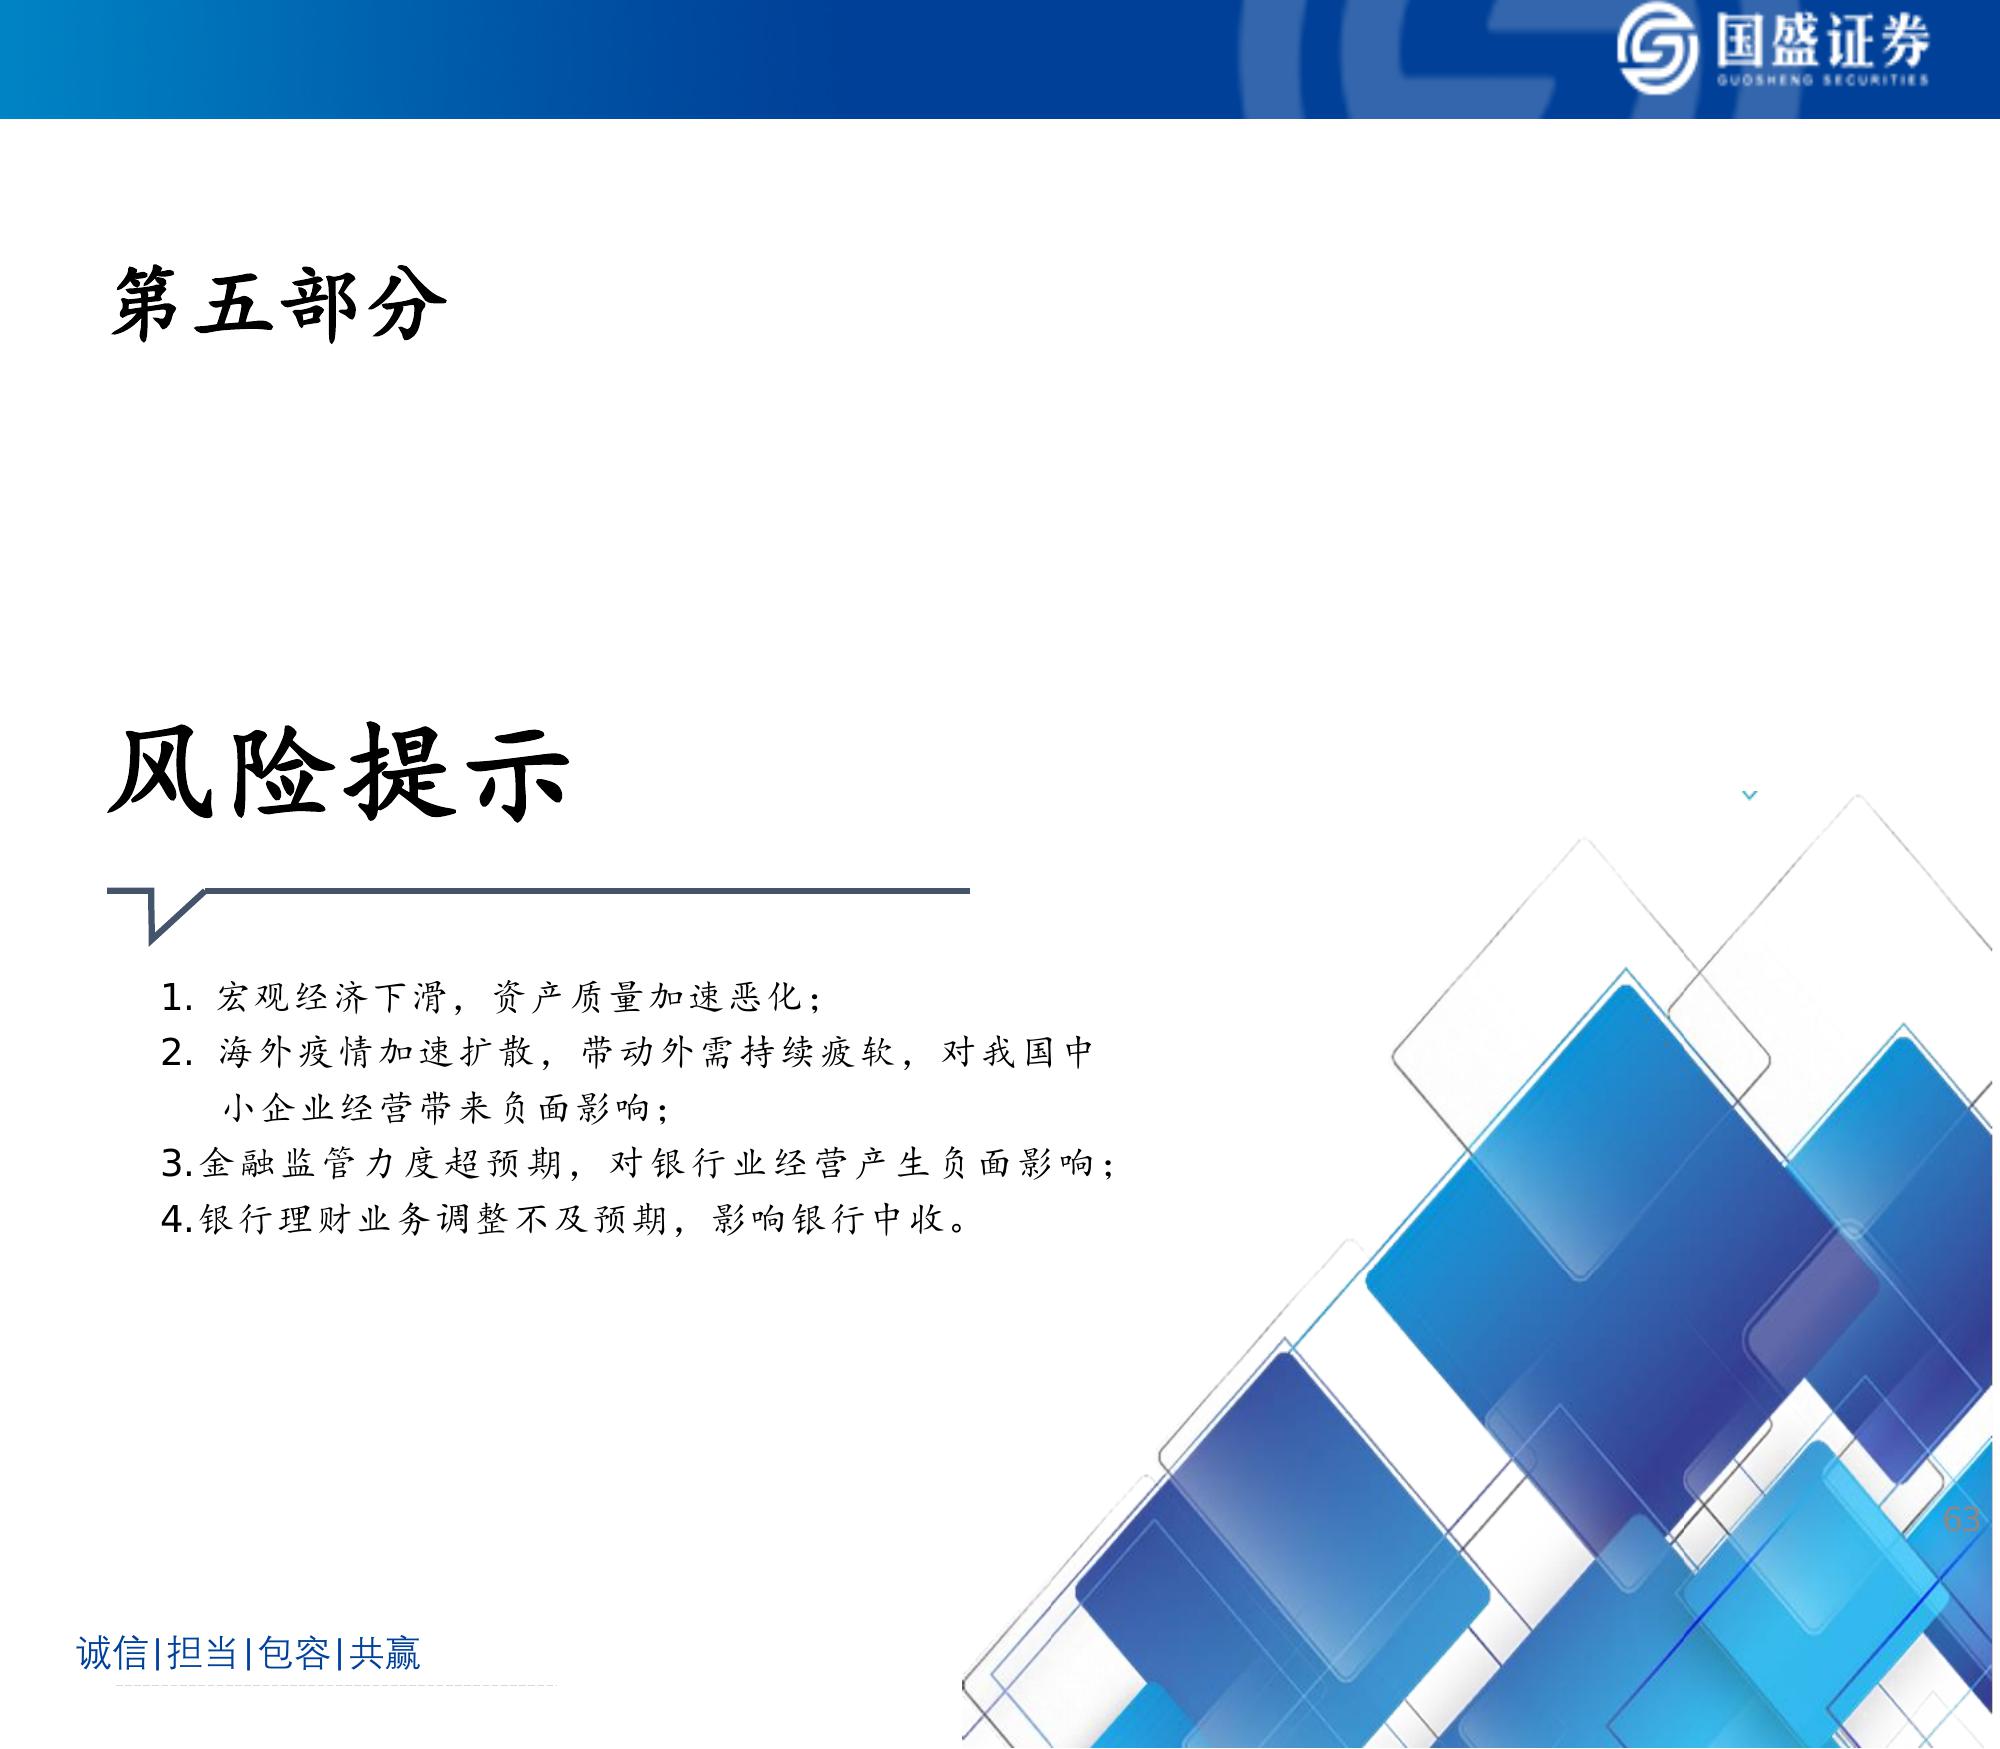 国盛证券
GUOSHENG SECURITIES
第五部分
风险提示
1. 宏观经济下滑，资产质量加速恶化；
2. 海外疫情加速扩散，带动外需持续疲软，对我国中
小企业经营带来负面影响；
3.金融监管力度超预期，对银行业经营产生负面影响；
4.银行理财业务调整不及预期，影响银行中收。
63
诚信|担当|包容|共赢